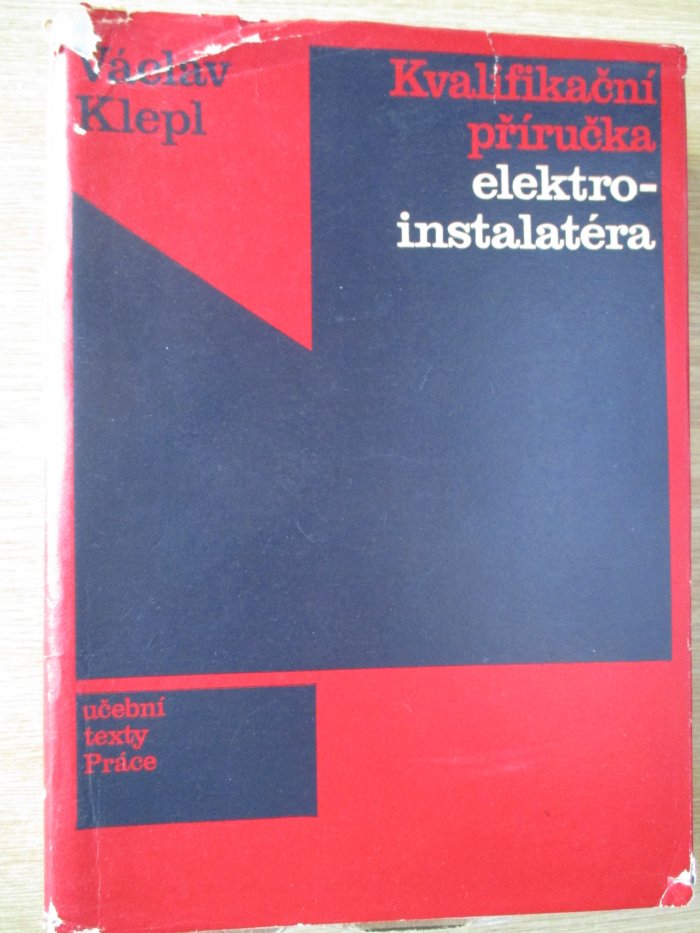 Václav
Klepl
Kvalifikační
příručka
elektro-
instalatéra
učební
texty
Práce